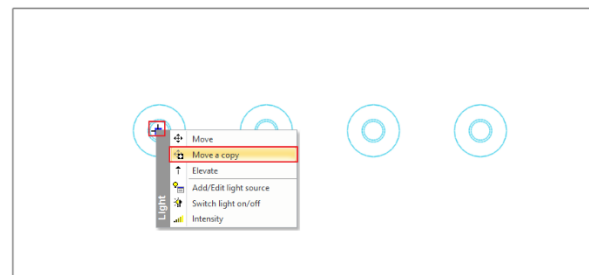 Move
Move a copy
Elevate
Add/Edit light source
Switch light on/off
Intensity
Light